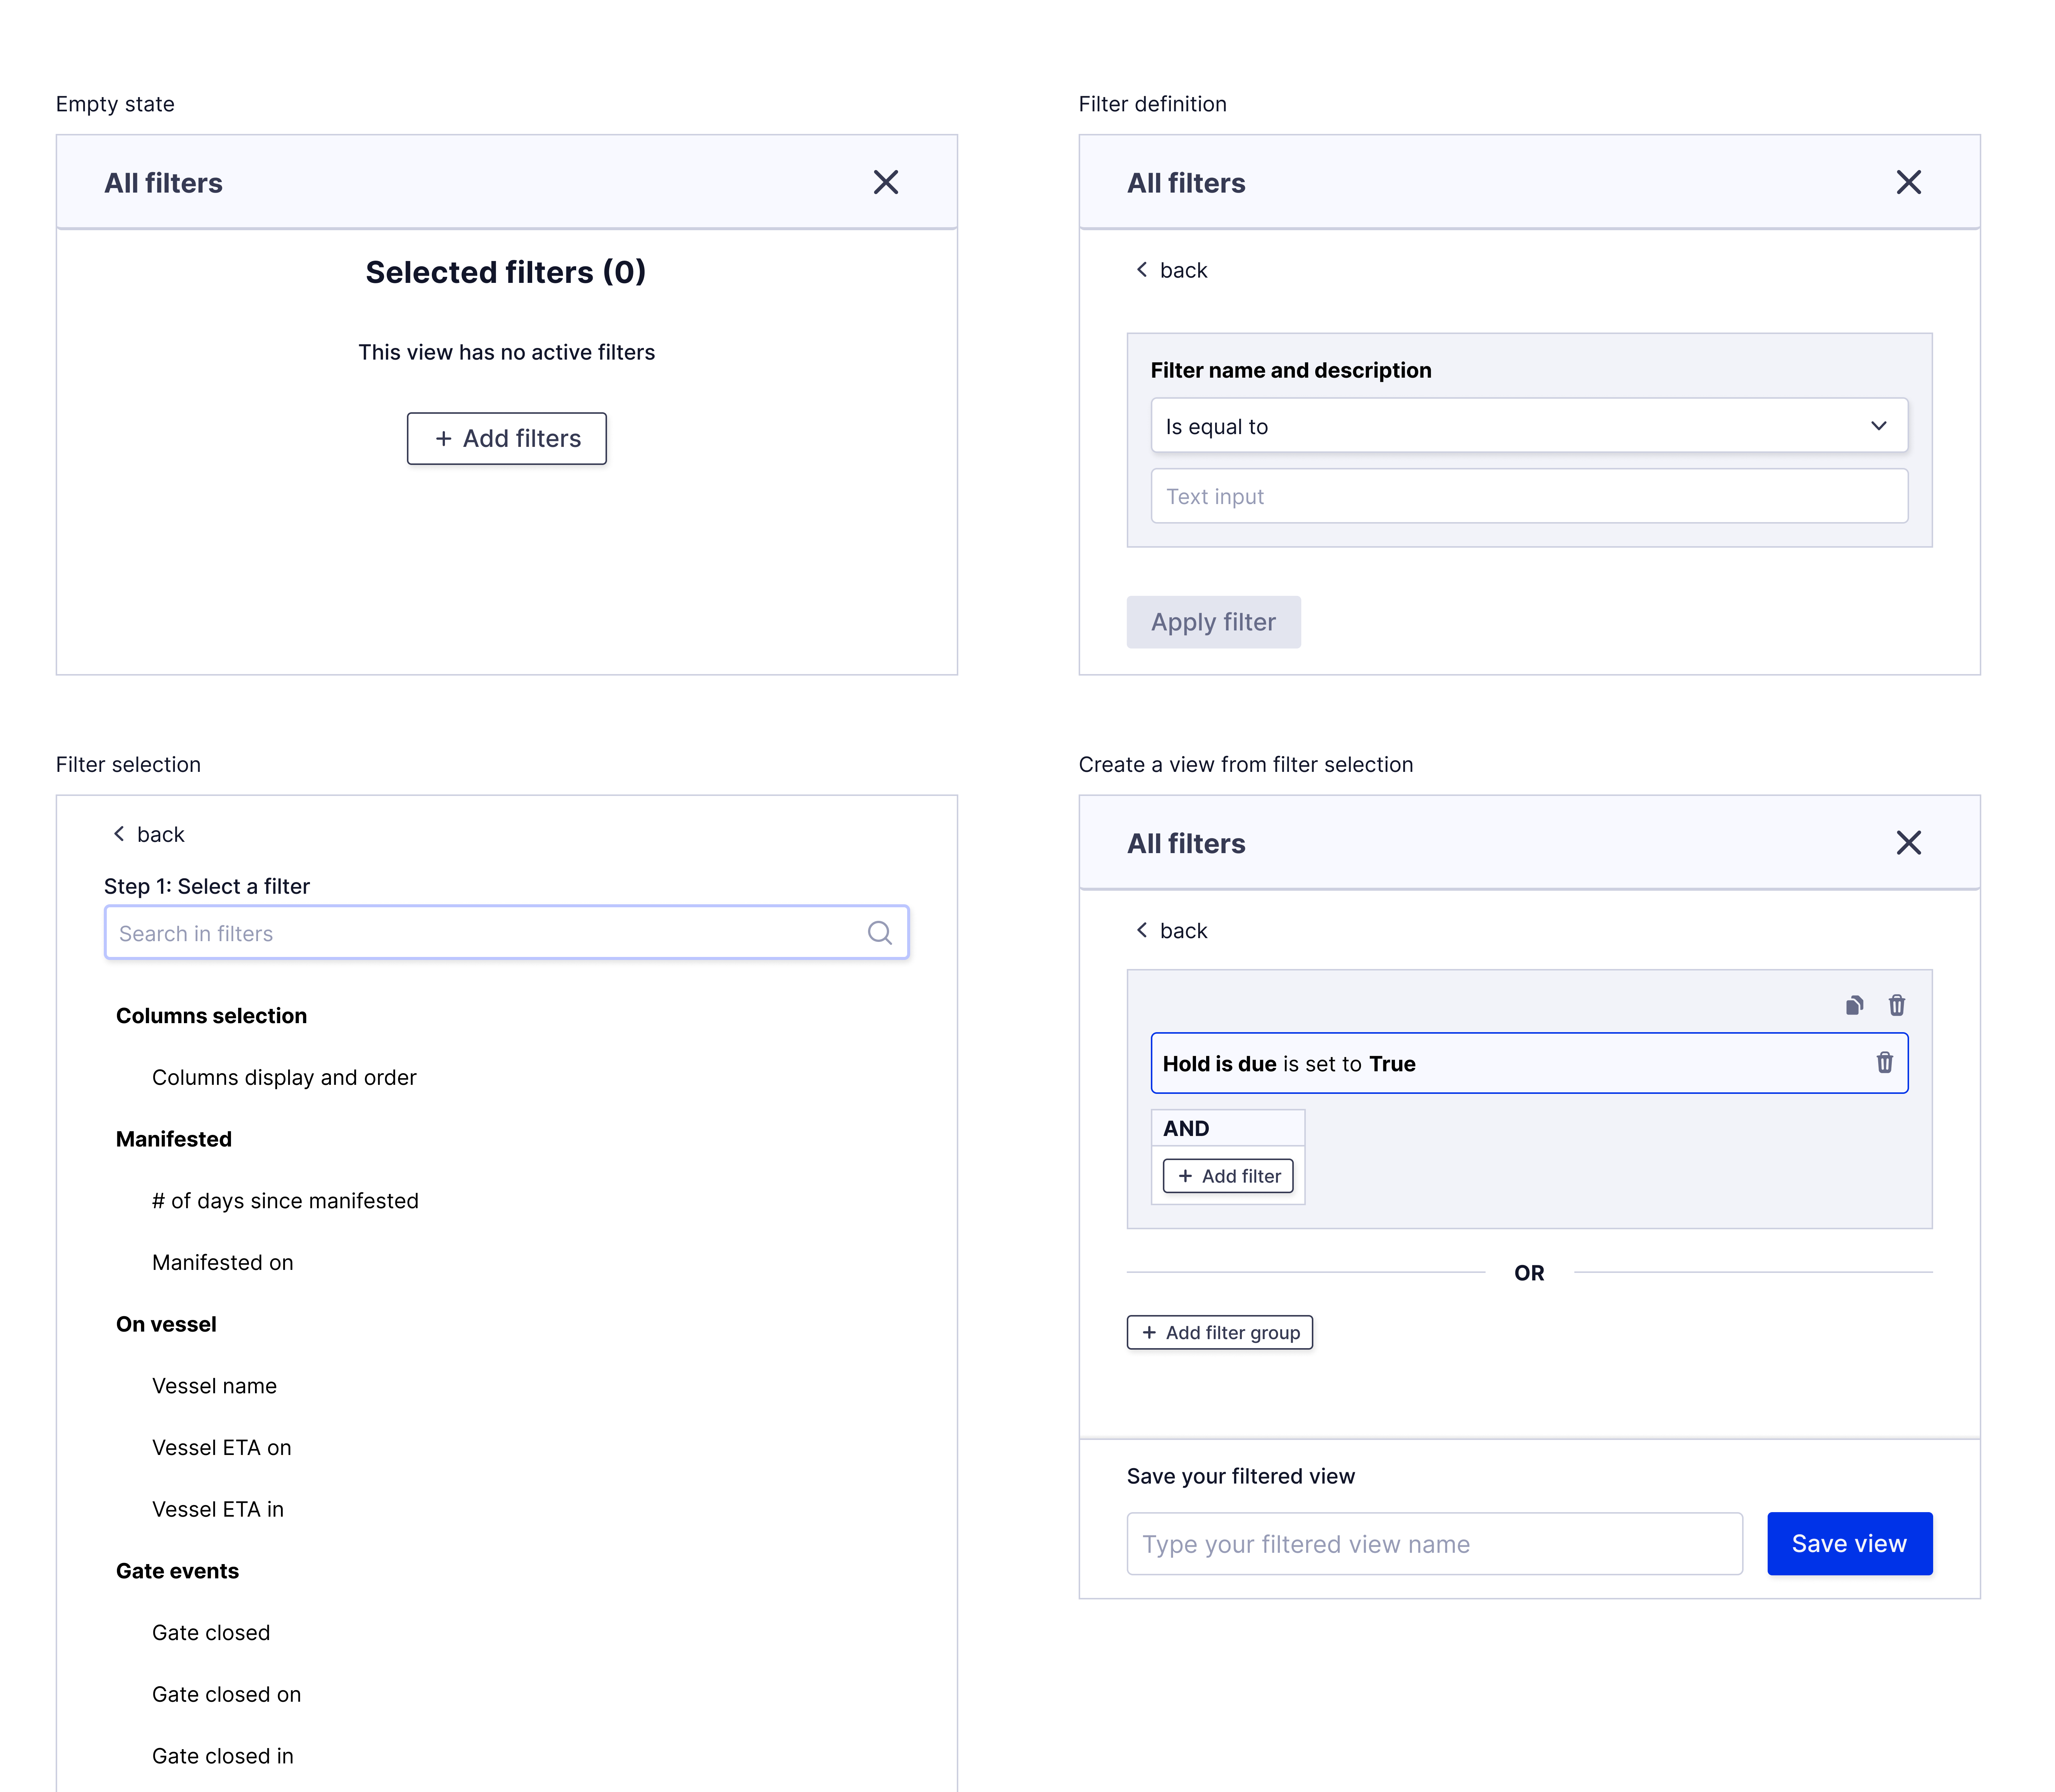 Empty state
All filters
Selected filters (0)
This view has no active filters
+ Add filters
Filter definition
All filters
back
Filter name and description
Is equal to
Text input
Apply filter
Filter selection
back
Step 1: Select a filter
Search in filters
Columns selection
Columns display and order
Manifested
# of days since manifested
Manifested on
On vessel
Vessel name
Vessel ETA on
Vessel ETA in
Gate events
Gate closed
Gate closed on
Gate closed in
Create a view from filter selection
All filters
back
Hold is due is set to True
AND
+ Add filter
OR
+ Add filter group
Save your filtered view
Type your filtered view name
Save view